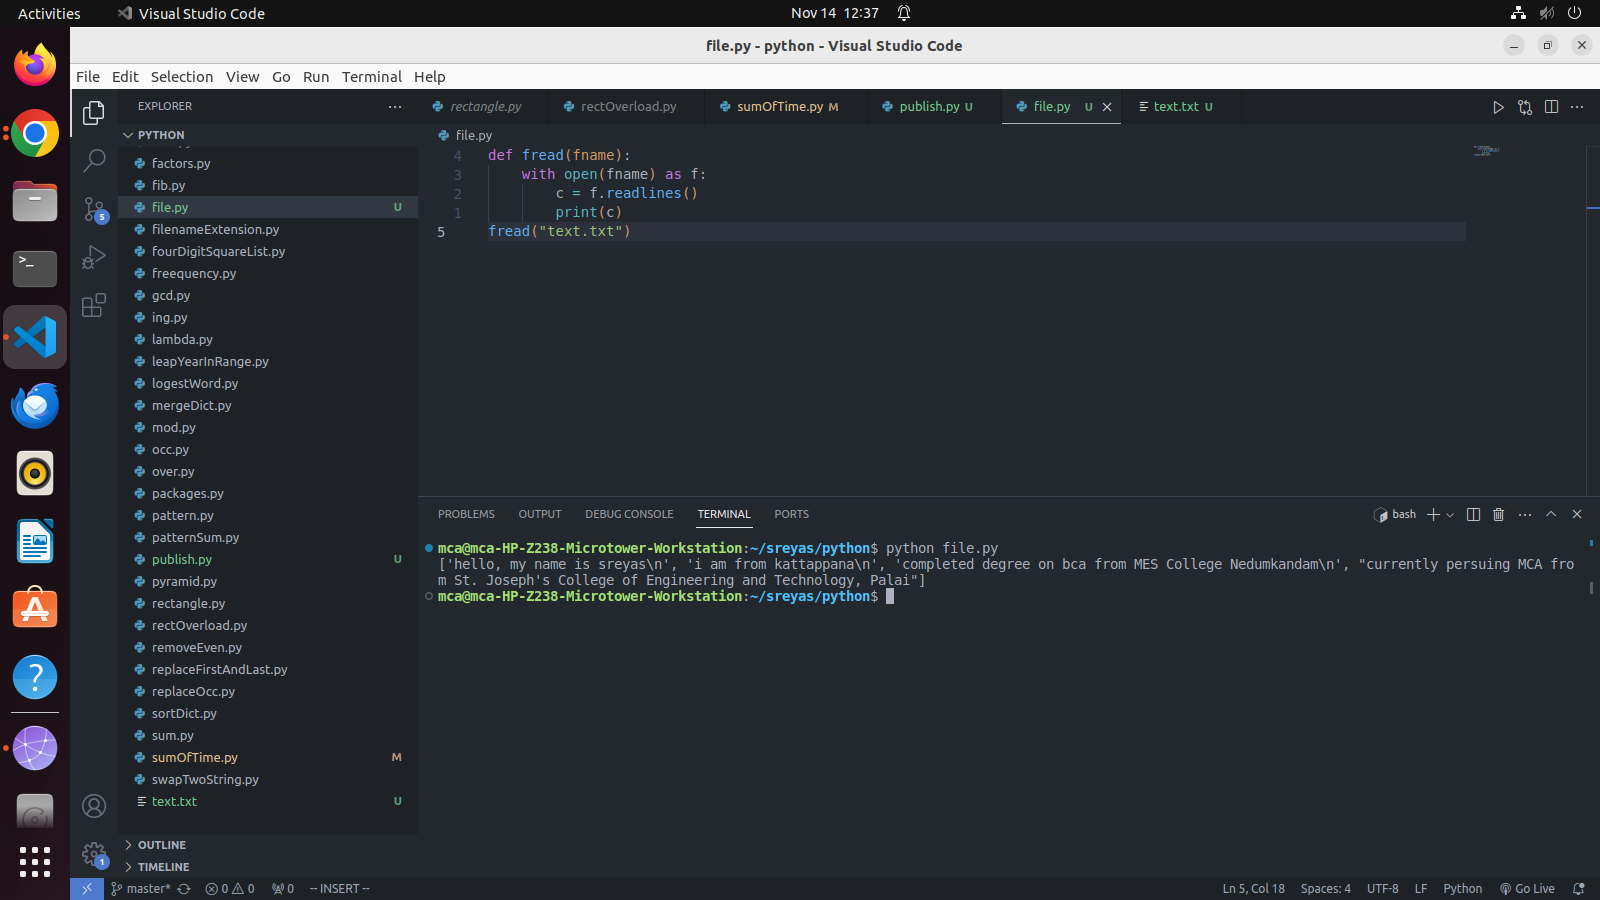 Activities
Visual Studio Code
Nov 14 12:37
file.py - python - Visual Studio Code
File Edit Selection View Go Run Terminal Help
EXPLORER
rectangle.py
rectOverload.py
sumOfTime.py M
publish.py U
file.py U
text.txt U
PYTHON
factors.py
fib.py
file.py U
filenameExtension.py
fourDigitSquareList.py
freequency.py
gcd.py
ing.py
lambda.py
leapYearInRange.py
logestWord.py
mergeDict.py
mod.py
occ.py
over.py
packages.py
pattern.py
patternSum.py
publish.py U
pyramid.py
rectangle.py
rectOverload.py
removeEven.py
replaceFirstAndLast.py
replaceOcc.py
sortDict.py
sum.py
sumOfTime.py M
swapTwoString.py
text.txt U
OUTLINE
TIMELINE
5
1
file.py
4 def fread(fname):
3 with open(fname) as f:
2 c = f.readlines()
1 print(c)
5 fread("text.txt")
PROBLEMS OUTPUT DEBUG CONSOLE TERMINAL PORTS
bash
mca@mca-HP-Z238-Microtower-Workstation:~/sreyas/python$ python file.py
['hello, my name is sreyas\n', 'i am from kattappana\n', 'completed degree on bca from MES College Nedumkandam\n', "currently persuing MCA fro
m St. Joseph's College of Engineering and Technology, Palai"]
mca@mca-HP-Z238-Microtower-Workstation:~/sreyas/python$
master* 0 0 0 -- INSERT --
Ln 5, Col 18 Spaces: 4 UTF-8 LF Python Go Live